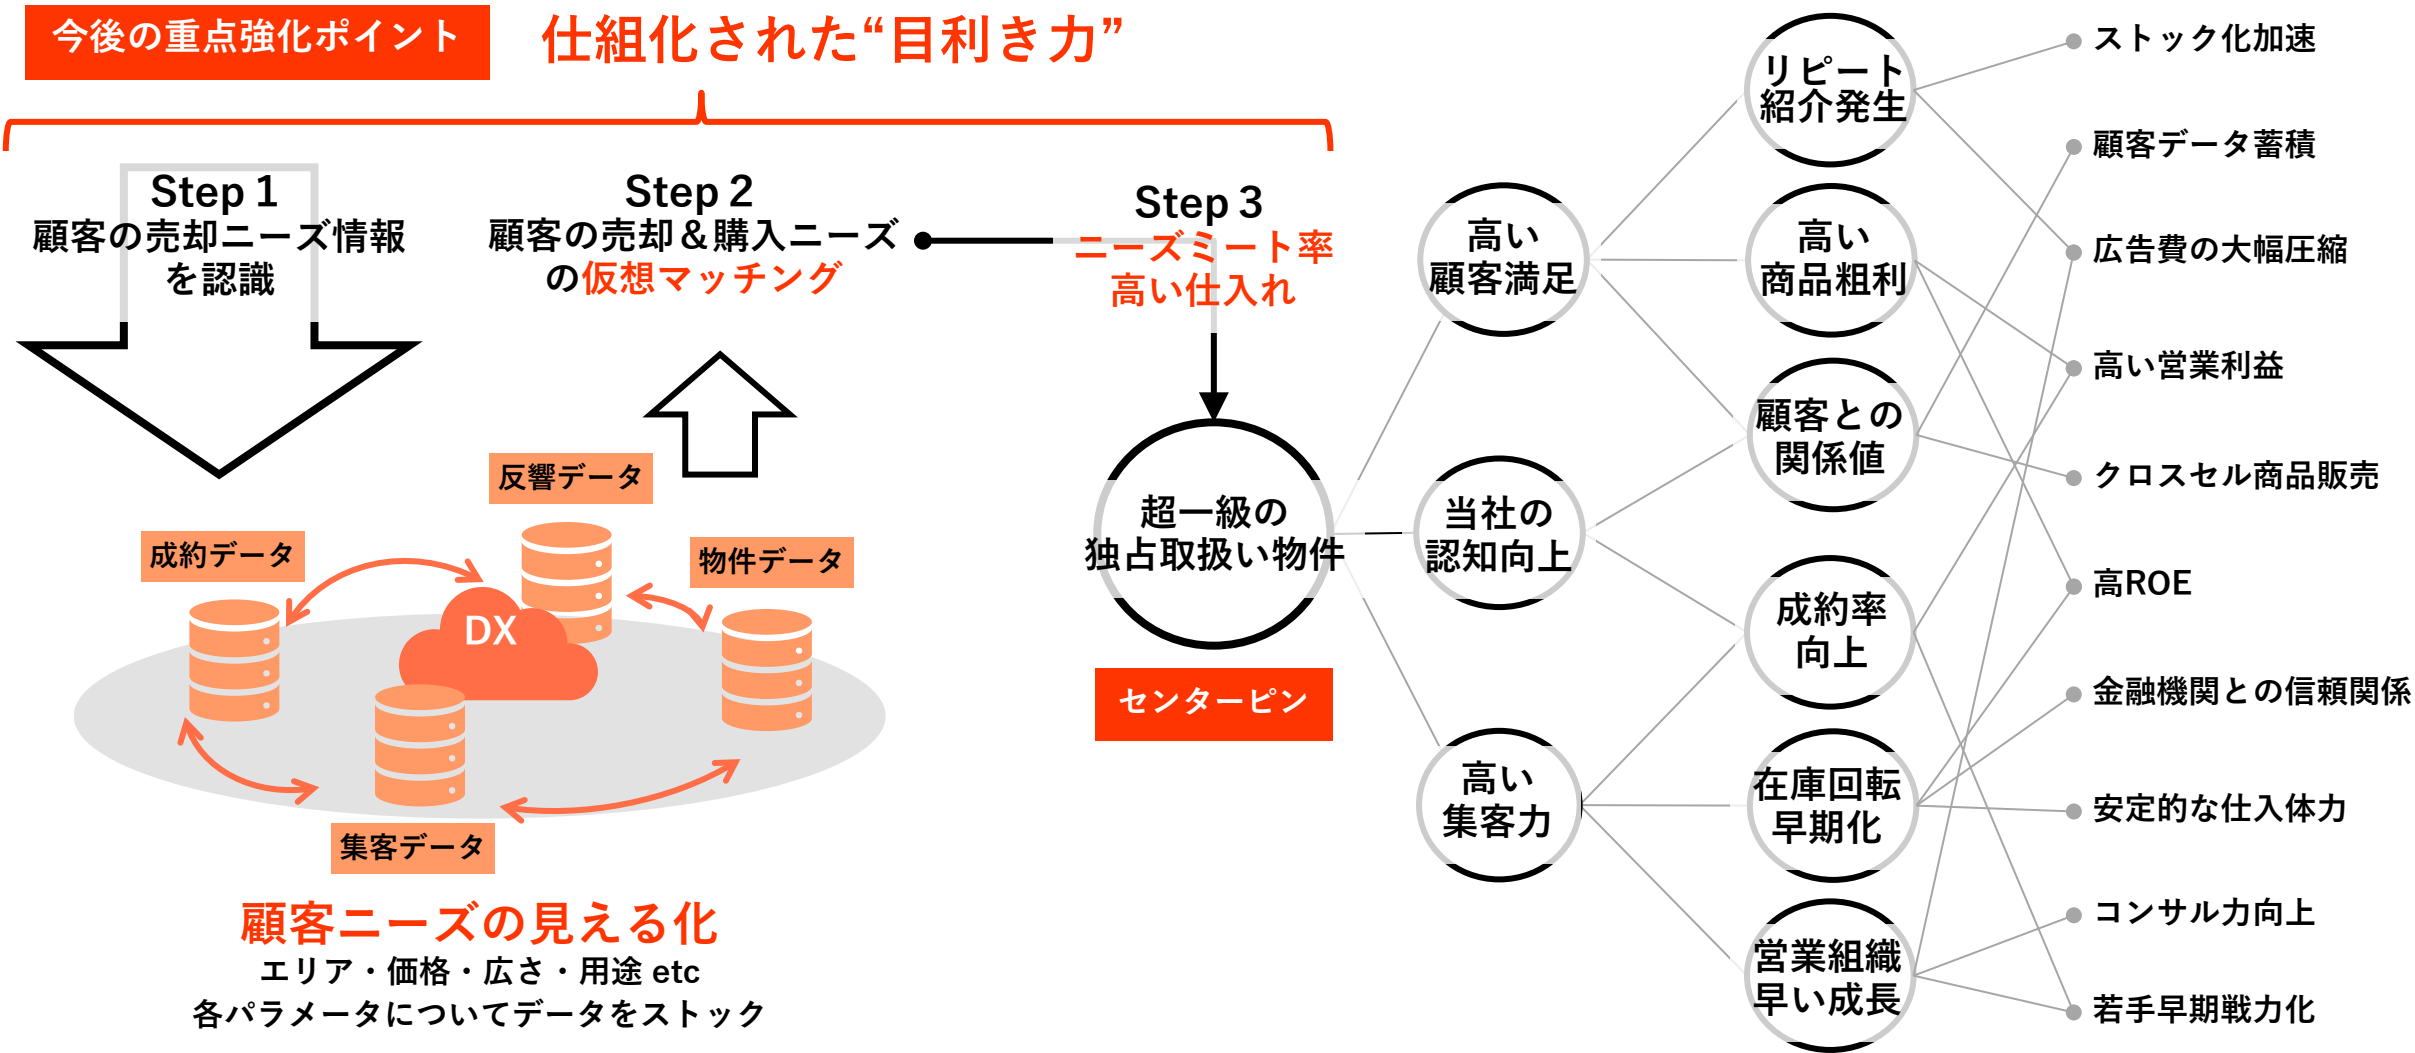 今後の重点強化ポイント
仕組化された“目利き力”
Step 1
顧客の売却ニーズ情報
を認識
Step 2
顧客の売却＆購入ニーズ
の仮想マッチング
Step 3
ニーズミート率
高い仕入れ
反響データ
成約データ
物件データ
DX
集客データ
顧客ニーズの見える化
エリア・価格・広さ・用途 etc
各パラメータについてデータをストック
超一級の
独占取扱い物件
センターピン
高い
顧客満足
当社の
認知向上
高い
集客力
リピート
紹介発生
高い
商品粗利
顧客との
関係値
成約率
向上
在庫回転
早期化
営業組織
早い成長
ストック化加速
顧客データ蓄積
広告費の大幅圧縮
高い営業利益
クロスセル商品販売
高ROE
金融機関との信頼関係
安定的な仕入体力
コンサル力向上
若手早期戦力化